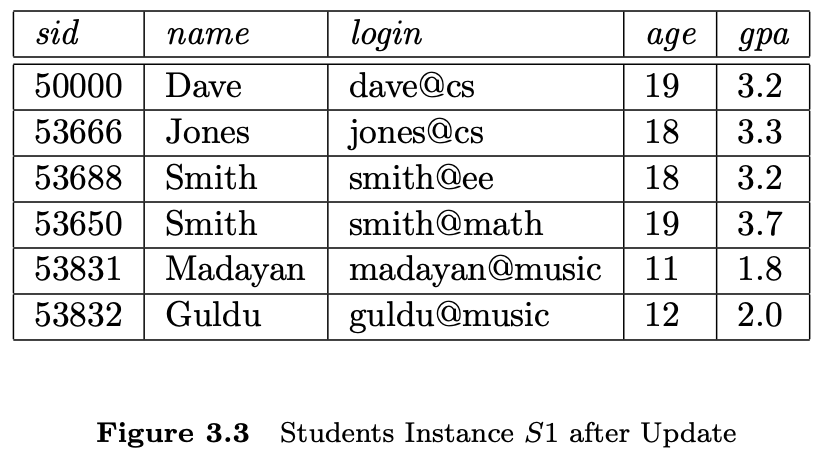 sid name login age gpa
50000 Dave dave@cs 19 3.2
53666 Jones jones@cs 18 3.3
53688 Smith smith@ee 18 3.2
53650 Smith smith@math 19 3.7
53831 Madayan madayan@music 11 1.8
53832 Guldu guldu@music 12 2.0
Figure 3.3 Students Instance S1 after Update